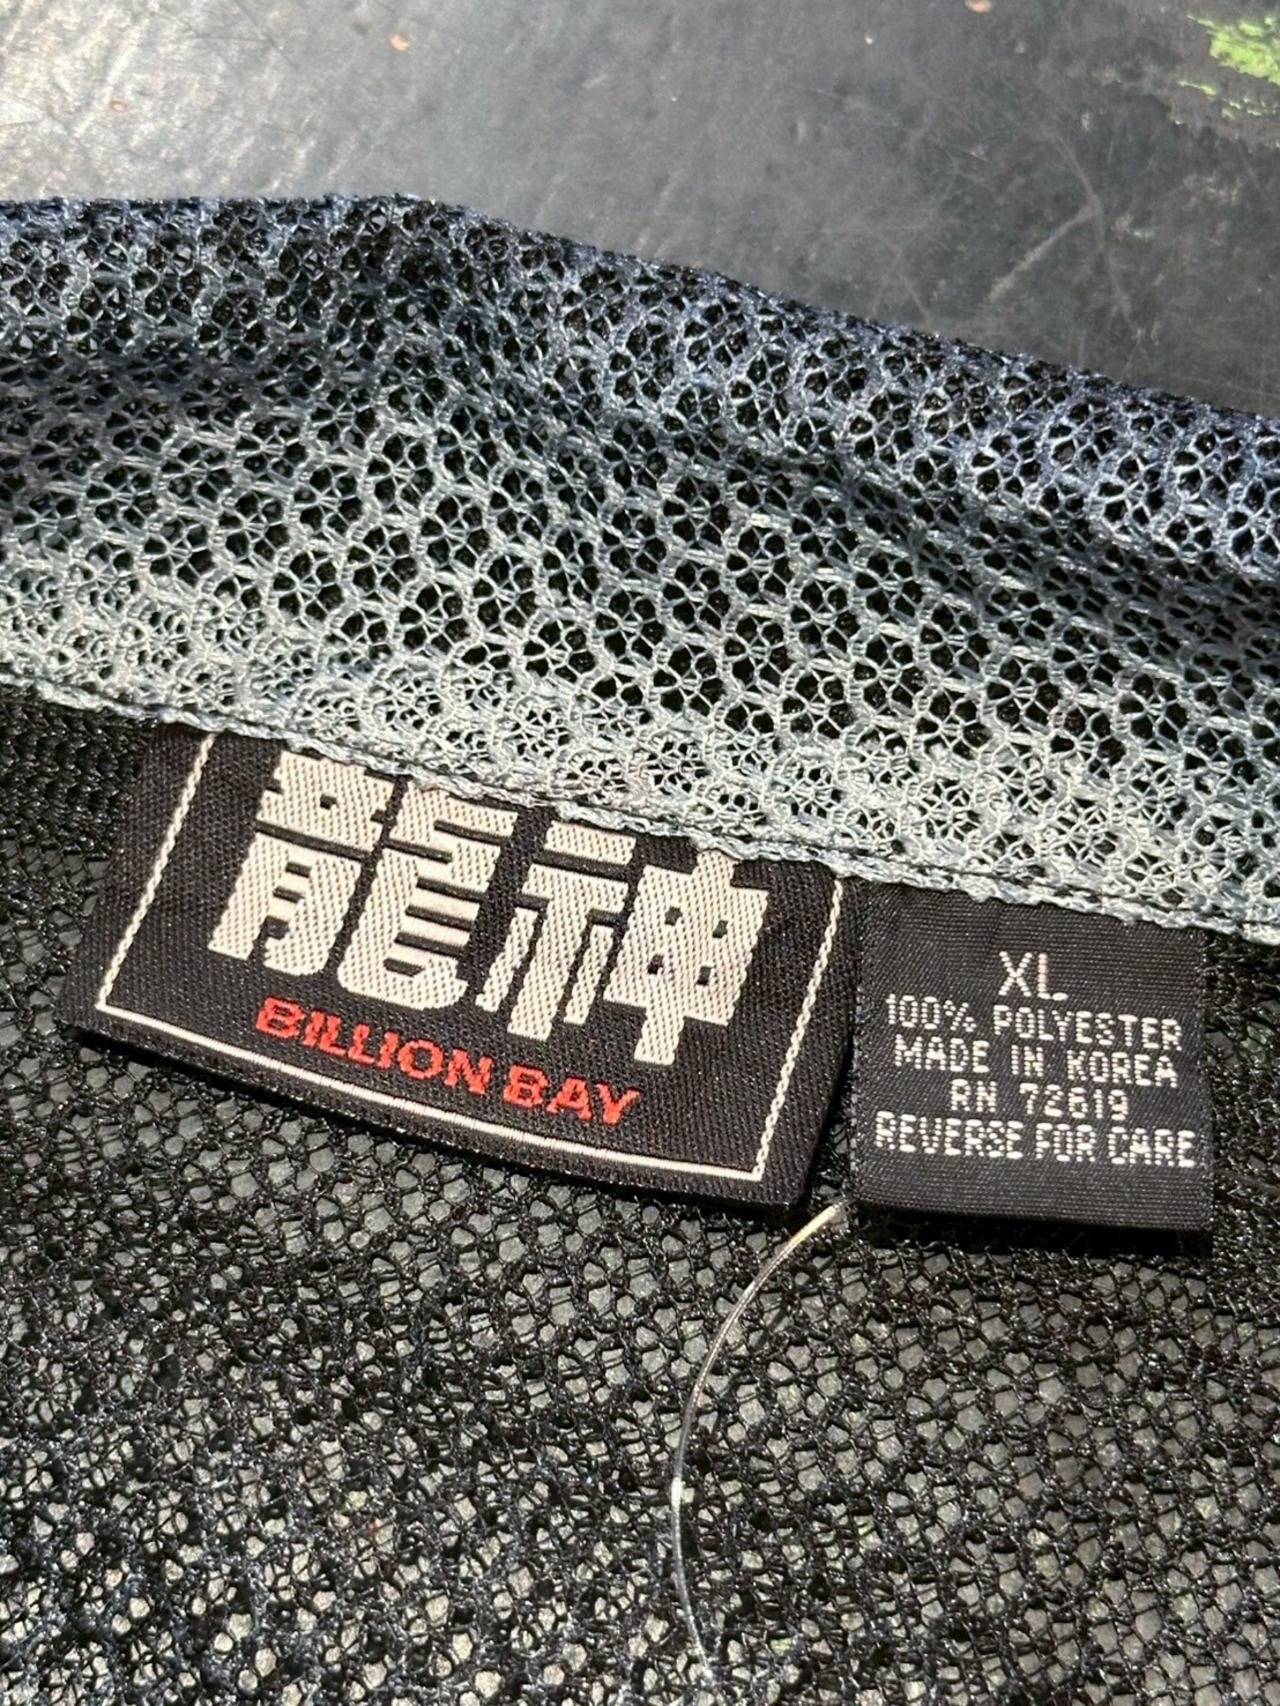 龍神
BILLION BAY
XL
100% POLYESTER
MADE IN KOREA
RN 72619
REVERSE FOR CARE